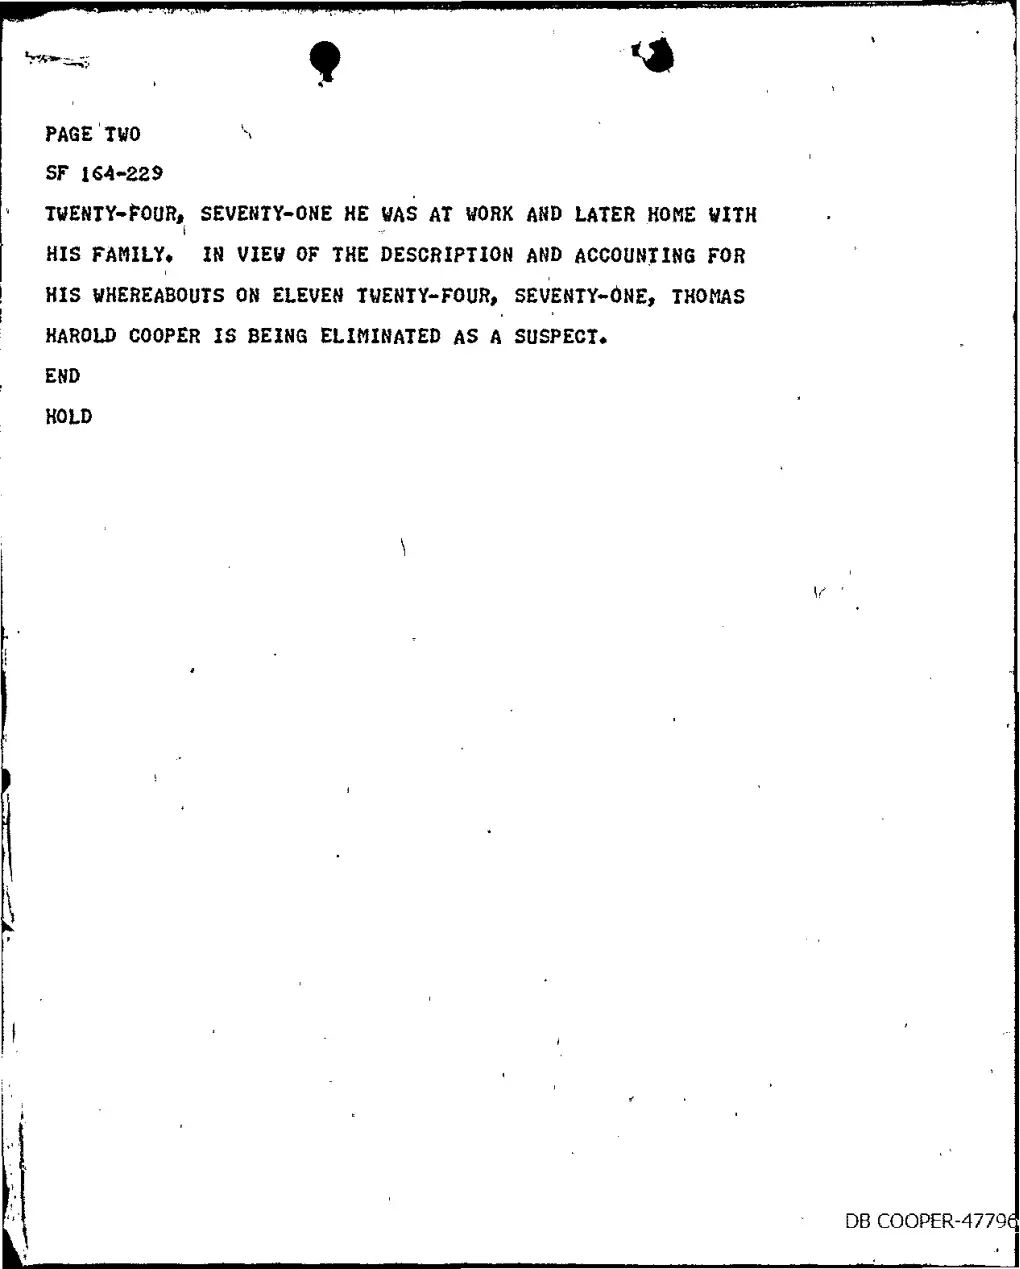 PAGE TWO
SF 164-229
TWENTY-FOUR, SEVENTY-ONE HE WAS AT WORK AND LATER HOME WITH
HIS FAMILY. IN VIEW OF THE DESCRIPTION AND ACCOUNTING FOR
HIS WHEREABOUTS ON ELEVEN TWENTY-FOUR, SEVENTY-ONE, THOMAS
HAROLD COOPER IS BEING ELIMINATED AS A SUSPECT.
END
HOLD
DB COOPER-47796